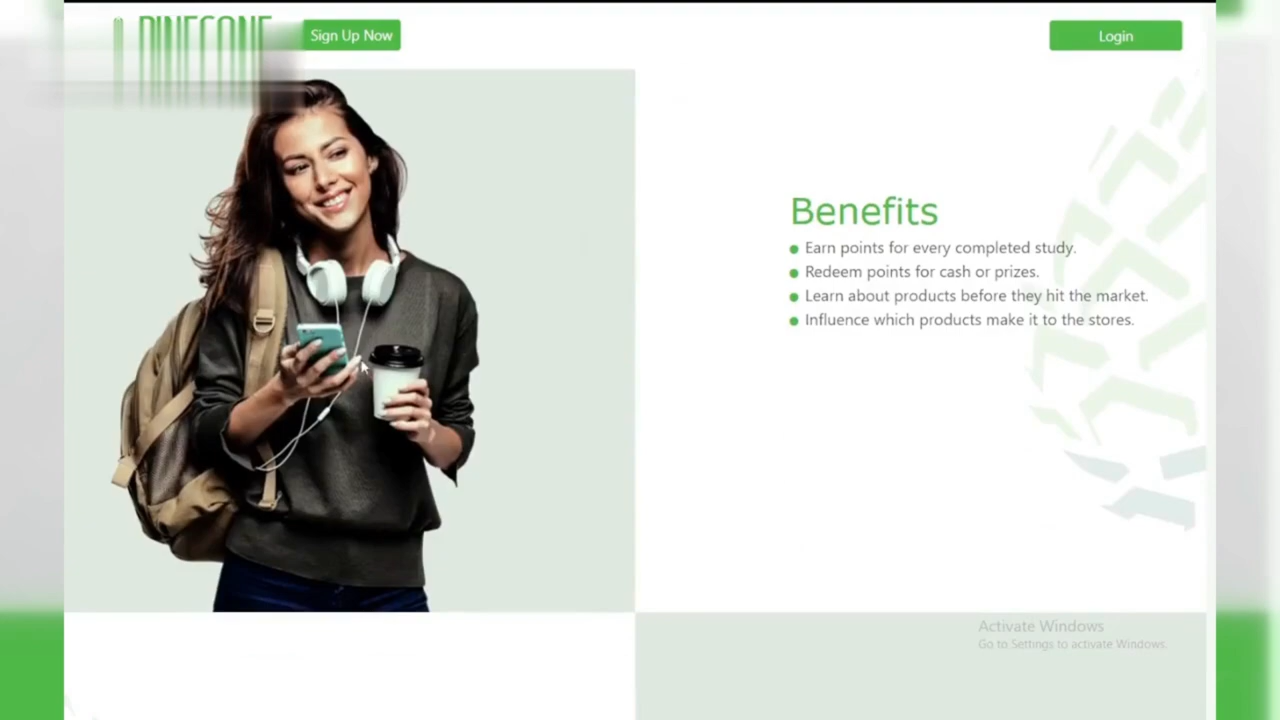 PINECONE
Sign Up Now
Login
Benefits
Earn points for every completed study.
Redeem points for cash or prizes.
Learn about products before they hit the market.
Influence which products make it to the stores.
Activate Windows
Go to Settings to activate Windows.